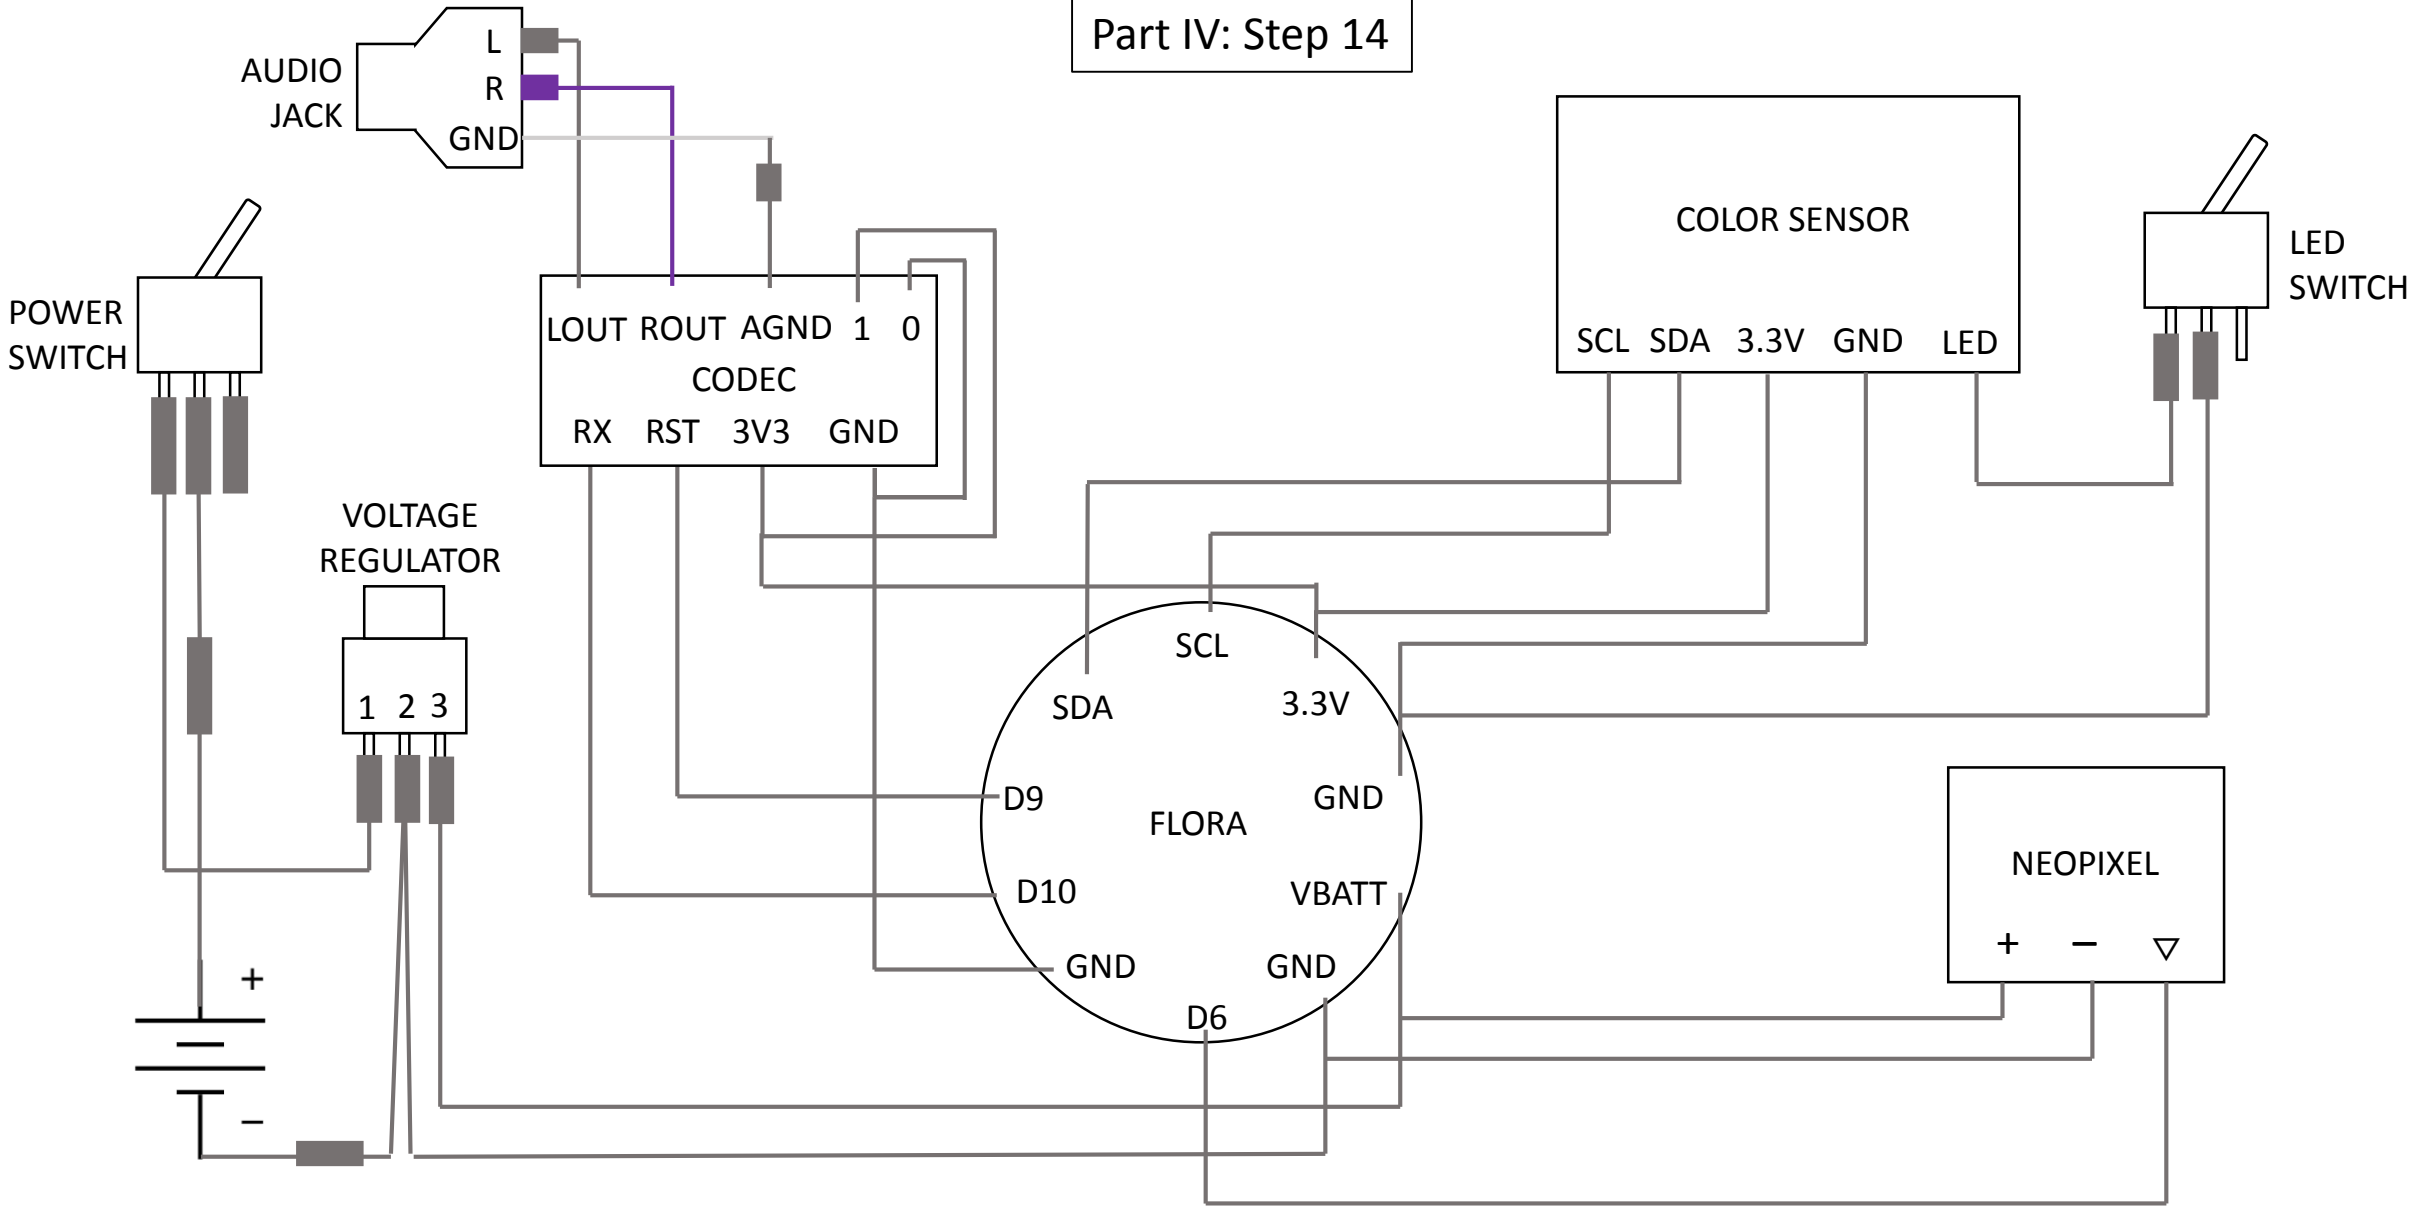 Part IV: Step 14
AUDIO
JACK
L
R
GND
POWER
SWITCH
LOUT ROUT AGND 1 0
CODEC
RX RST 3V3 GND
COLOR SENSOR
SCL SDA 3.3V GND LED
LED
SWITCH
VOLTAGE
REGULATOR
1 2 3
SCL
SDA
3.3V
D9
GND
FLORA
D10
VBATT
GND
GND
D6
NEOPIXEL
+ −
+
−